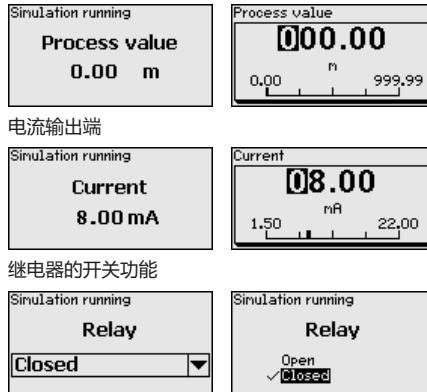 Simulation running
Process value
0.00 m
Process value
000.00
m
0.00 999.99
电流输出端
Simulation running
Current
8.00 mA
Current
08.00
mA
1.50 22.00
继电器的开关功能
Simulation running
Relay
Closed
Simulation running
Relay
Open
Closed